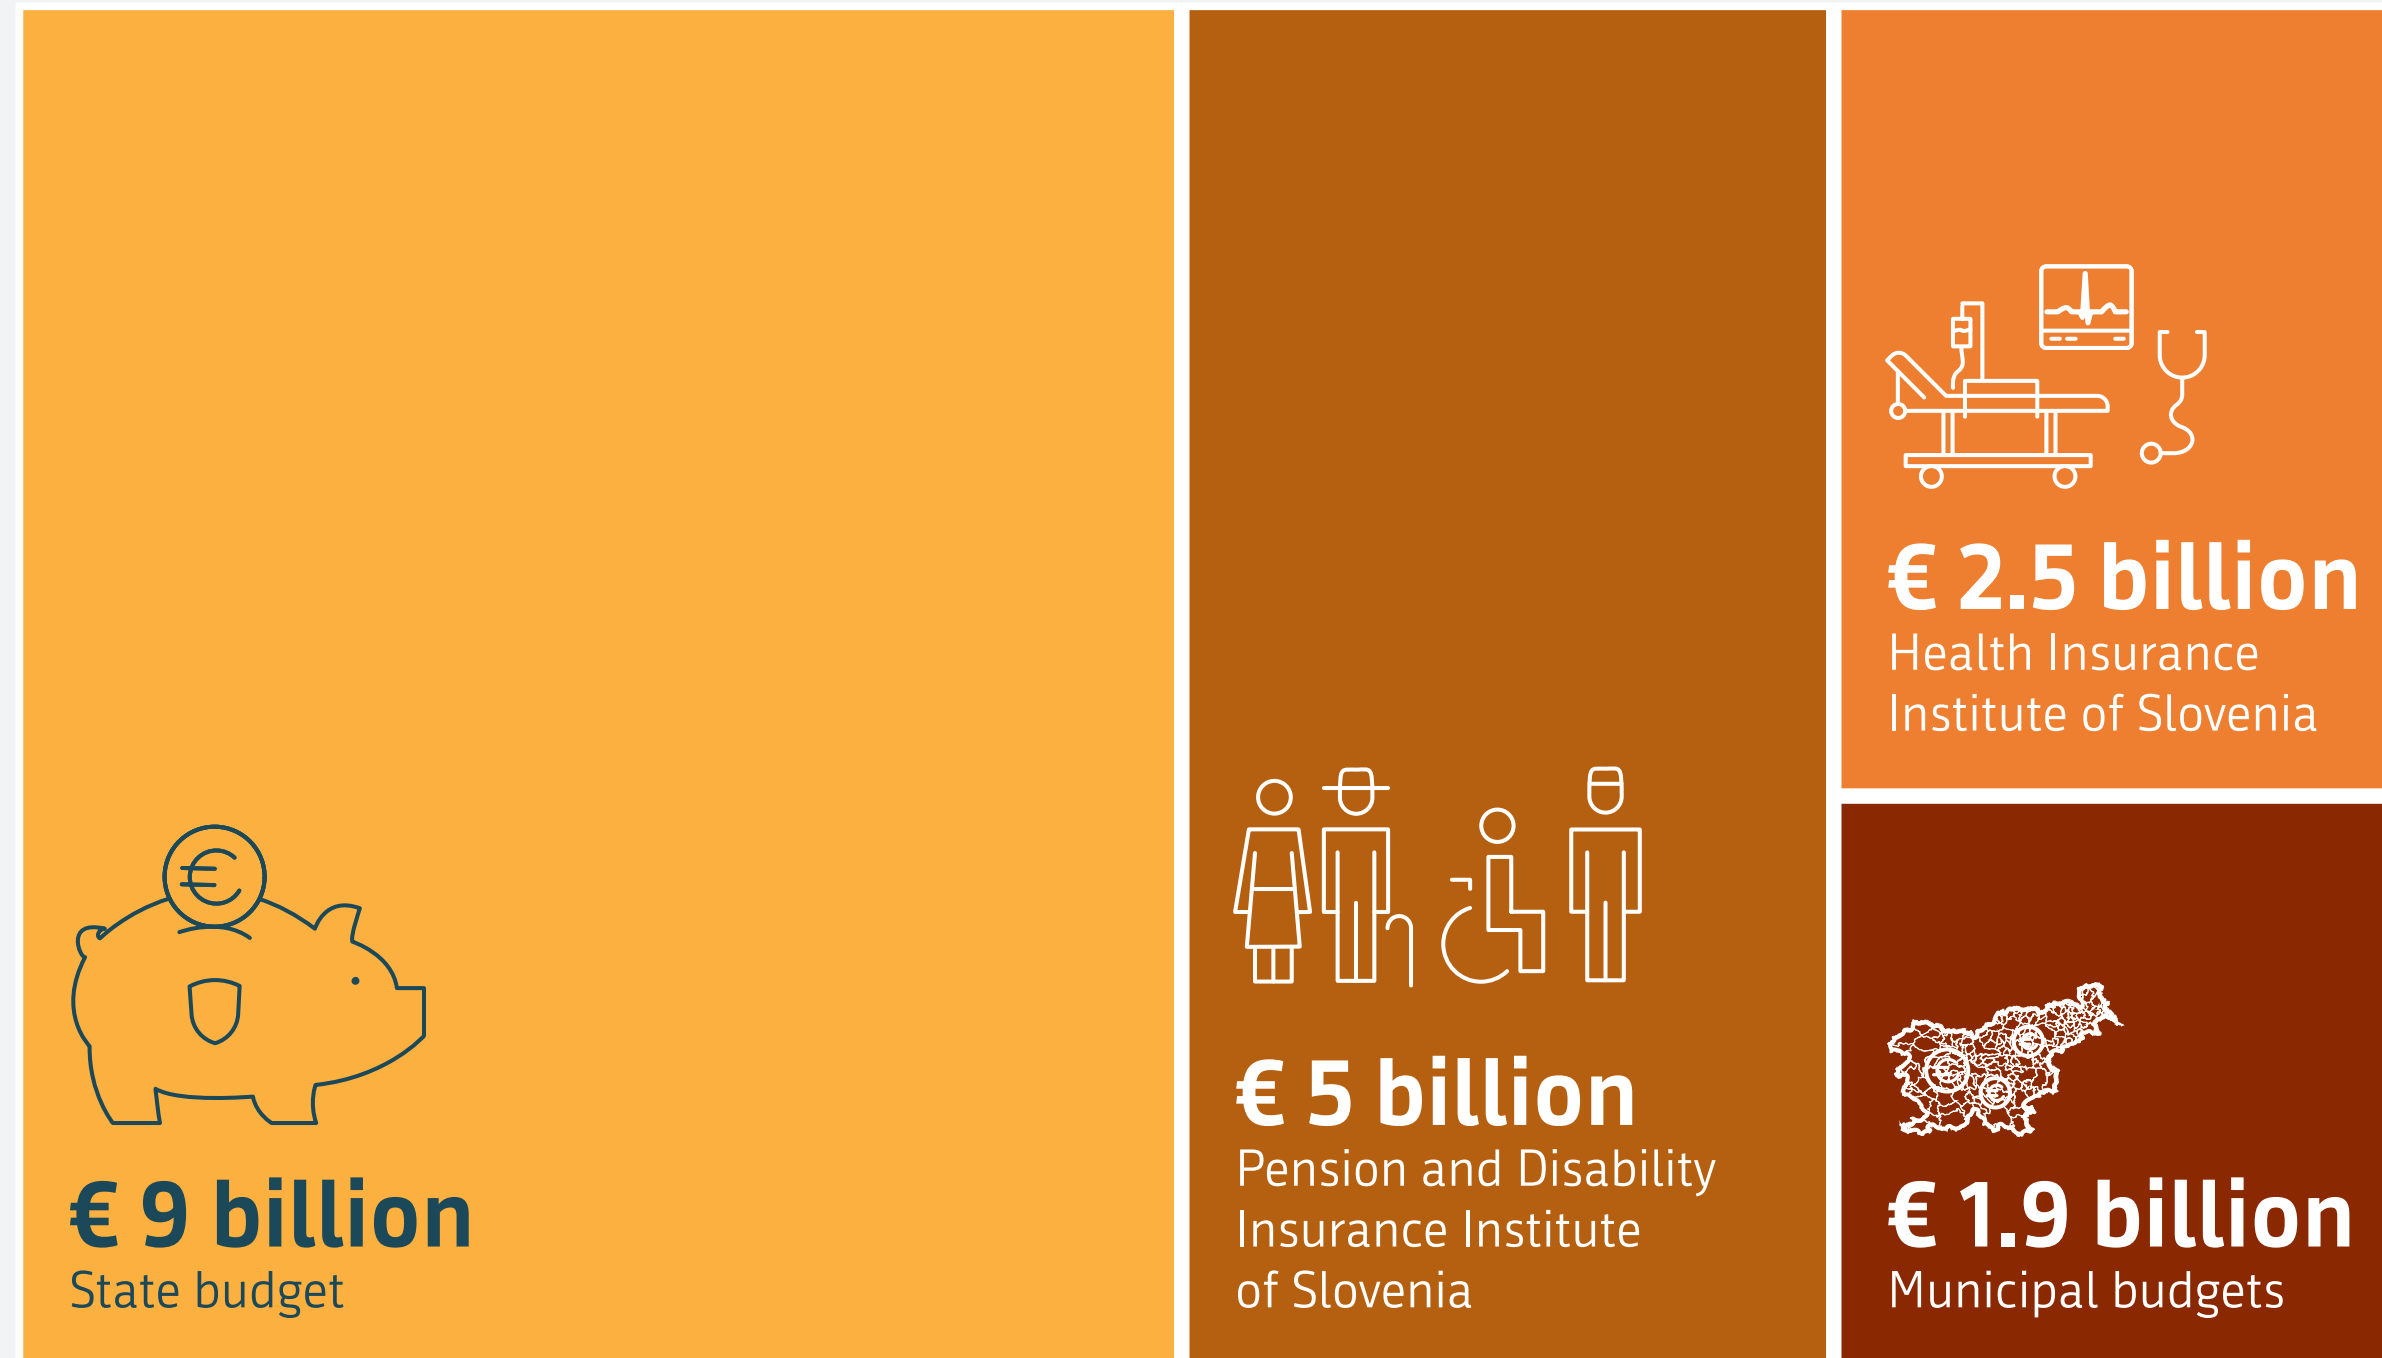 € 9 billion
State budget
€ 5 billion
Pension and Disability
Insurance Institute
of Slovenia
€ 2.5 billion
Health Insurance
Institute of Slovenia
€ 1.9 billion
Municipal budgets